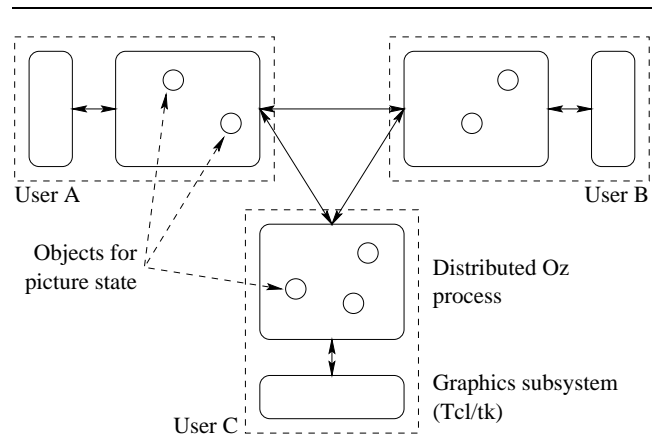 User A
User B
Objects for
picture state
Distributed Oz
process
Graphics subsystem
(Tcl/tk)
User C